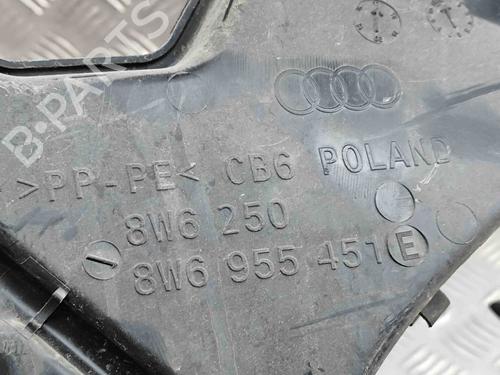 B-PARTS
>PP-PE< CB6 POLAND
8W6 250
8W6 955 451 E